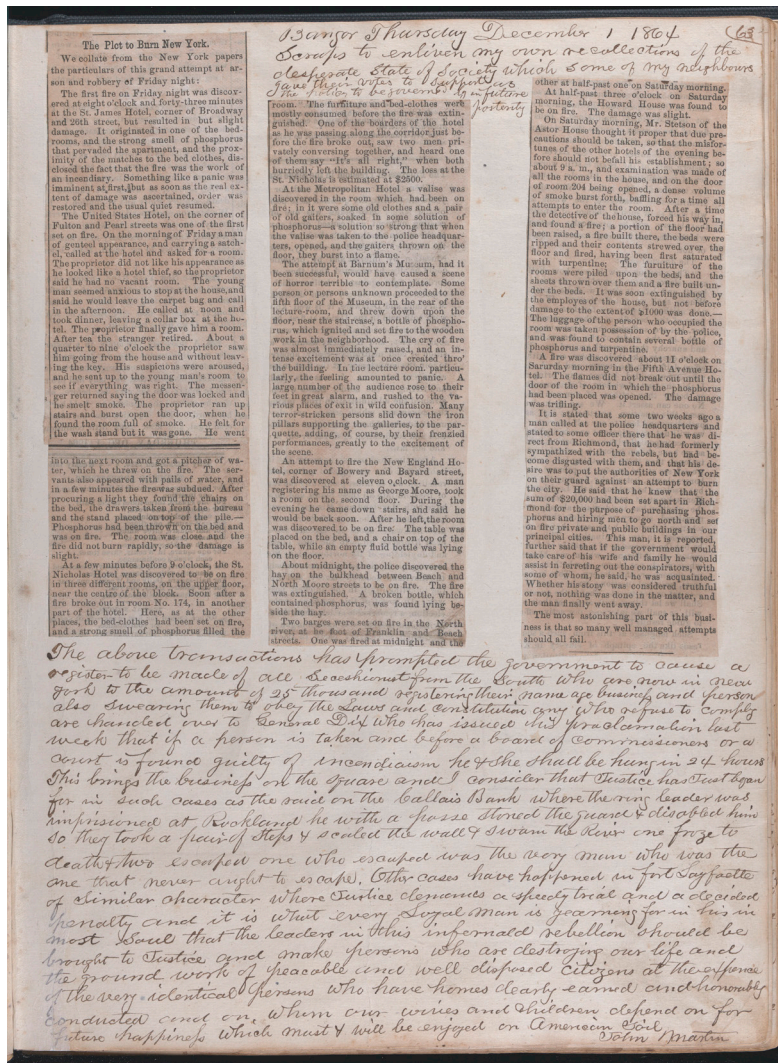 Bangor Thursday December 1 1864 (63
Scraps to enliven my own recollections of the
desperate State of Society which some of my neighbours
gave their votes to support as
a policy to be governed by in future
posterity
The Plot to Burn New York.
We collate from the New York papers
the particulars of this grand attempt at ar-
son and robbery of Friday night:
The first fire on Friday night was discov-
ered at eight o'clock and forty-three minutes
at the St. James Hotel, corner of Broadway
and 26th street, but resulted in but slight
damage. It originated in one of the bed-
rooms, and the strong smell of phosphorus
that pervaded the apartment, and the prox-
imity of the matches to the bed clothes, dis-
closed the fact that the fire was the work of
an incendiary. Something like a panic was
imminent at first, but as soon as the real ex-
tent of damage was ascertained, order was
restored and the usual quiet resumed.
The United States Hotel, on the corner of
Fulton and Pearl streets was one of the first
set on fire. On the morning of Friday a man
of genteel appearance, and carrying a satch-
el, called at the hotel and asked for a room.
The proprietor did not like his appearance as
he looked like a hotel thief, so the proprietor
said he had no vacant room. The young
man seemed anxious to stop at the house, and
said he would leave the carpet bag and call
in the afternoon. He called at noon and
took dinner, leaving a collar box at the ho-
tel. The proprietor finally gave him a room.
After tea the stranger retired. About a
quarter to nine o'clock the proprietor saw
him going from the house and without leav-
ing the key. His suspicions were aroused,
and he sent up to the young man's room to
see if everything was right. The messen-
ger returned saying the door was locked and
he smelt smoke. The proprietor ran up
stairs and burst open the door, when he
found the room full of smoke. He felt for
the wash stand but it was gone. He went
into the next room and got a pitcher of wa-
ter, which he threw on the fire. The ser-
vants also appeared with pails of water, and
in a few minutes the fire was subdued. After
procuring a light they found the chairs on
the bed, the drawers taken from the bureau
and the stand placed on top of the pile.—
Phosphorus had been thrown on the bed and
was on fire. The room was close and the
fire did not burn rapidly, so the damage is
slight.
At a few minutes before 9 o'clock, the St.
Nicholas Hotel was discovered to be on fire
in three different rooms, on the upper floor,
near the centre of the block. Soon after a
fire broke out in room No. 174, in another
part of the hotel. Here, as at the other
places, the bed-clothes had been set on fire,
and a strong smell of phosphorus filled the
room. The furniture and bed-clothes were
mostly consumed before the fire was extin-
guished. One of the boarders of the hotel
as he was passing along the corridor just be-
fore the fire broke out, saw two men pri-
vately conversing together, and heard one
of them say "It's all right," when both
hurriedly left the building. The loss at the
St. Nicholas is estimated at $2500.
At the Metropolitan Hotel a valise was
discovered in the room which had been on
fire; in it were some old clothes and a pair
of old gaiters, soaked in some solution of
phosphorus—a solution so strong that when
the valise was taken to the police headquar-
ters, opened, and the gaiters thrown on the
floor, they burst into a flame.
The attempt at Barnum's Museum, had it
been succesful, would have caused a scene
of horror terrible to contemplate. Some
person or persons unknown proceeded to the
fifth floor of the Museum, in the rear of the
lecture-room, and threw down upon the
floor, near the staircase, a bottle of phospho-
rus, which ignited and set fire to the wooden
work in the neighborhood. The cry of fire
was almost immediately raised, and an in-
tense excitement was at once created thro'
the building. In the lecture room, particu-
larly, the feeling amounted to panic. A
large number of the audience rose to their
feet in great alarm, and rushed to the va-
rious places of exit in wild confusion. Many
terror-stricken persons slid down the iron
pillars supporting the galleries, to the par-
quette, adding, of course, by their frenzied
performances, greatly to the excitement of
the scene.
An attempt to fire the New England Ho-
tel, corner of Bowery and Bayard street,
was discovered at eleven o'clock. A man
registering his name as George Moore, took
a room on the second floor. During the
evening he came down stairs, and said he
would be back soon. After he left, the room
was discovered to be on fire. The table was
placed on the bed, and a chair on top of the
table, while an empty fluid bottle was lying
on the floor.
About midnight, the police discovered the
hay on the bulkhead between Beach and
North Moore streets to be on fire. The fire
was extinguished. A broken bottle, which
contained phosphorus, was found lying be-
side the hay.
Two barges were set on fire in the North
river, at he foot of Franklin and Beach
streets. One was fired at midnight and the
other at half-past one on Saturday morning.
At half-past three o'clock on Saturday
morning, the Howard House was found to
be on fire. The damage was slight.
On Saturday morning, Mr. Stetson of the
Astor House thought it proper that due pre-
cautions should be taken, so that the misfor-
tunes of the other hotels of the evening be-
fore should not befall his establishment; so
about 9 a. m., and examination was made of
all the rooms in the house, and on the door
of room 204 being opened, a dense volume
of smoke burst forth, baffling for a time all
attempts to enter the room. After a time
the detective of the house, forced his way in,
and found a fire; a portion of the floor had
been raised, a fire built there, the beds were
ripped and their contents strewed over the
floor and fired, having been first saturated
with turpentine; The furuiture of the
rooms were piled upon the beds, and the
sheets thrown over them and a fire built un-
der the beds. It was soon extinguished by
the employes of the house, but not before
damage to the extent of $1000 was done.—
The luggage of the person who occupied the
room was taken possession of by the police,
and was found to contain several bottle of
phosphorus and turpentine.
A fire was discovered about 11 o'clock on
Saturday morning in the Fifth Avenue Ho-
tel. The flames did not break out until the
door of the room in which the phosphorus
had been placed was opened. The damage
was trifling.
It is stated that some two weeks ago a
man called at the police headquarters and
stated to some officer there that he was di-
rect from Richmond, that he had formerly
sympathized with the rebels, but had be-
come disgusted with them, and that his de-
sire was to put the authorities of New York
on their guard against an attempt to burn
the city. He said that he knew that the
sum of $20,000 had been set apart in Rich-
mond for the purpose of purchasing phos-
phorus and hiring men to go north and set
on fire private and public buildings in our
principal cities. This man, it is reported,
further said that if the government would
take care of his wife and family he would
assist in ferreting out the conspirators, with
some of whom, he said, he was acquainted.
Whether his story was considered truthful
or not, nothing was done in the matter, and
the man finally went away.
The most astonishing part of this busi-
ness is that so many well managed attempts
should all fail.
The above transactions has prompted the government to cause a
register to be made of all Seceshionist from the South who are now in new
york to the amount of 25 thousand registering their name age business and person
also swearing them to obey the Laws and constitution any who refuse to comply
are handed over to General Dix who has issued his proclamation last
week that if a person is taken and before a board of commissioners or a
court is found guilty of incendiaism he & she shall be hung in 24 hours
This brings the business on the square and I consider that Justice has Just began
for in such cases as the raid on the Callais Bank where the ring leader was
imprisioned at Rockland he with a posse stoned the guard & disabled him
so they took a pair of steps & scaled the wall & swam the River one froze to
death & two escaped one who escaped was the very man who was the
one that never aught to escape. Other cases have happened in fort Layfaette
of Similar character where Justice demands a speedy trial and a decided
penalty and it is what every Loyal man is yearning for in his in
most Soul that the leaders in this infernald rebellion should be
brought to Justice and make persons who are destroying our life and
the ground work of peacable and well disposed citizens at the expence
of the very identical persons who have homes dearly earned and honorably
conducted and on whom our wives and children depend on for
future happiness which must & will be enjoyed on American Soil
John Martin